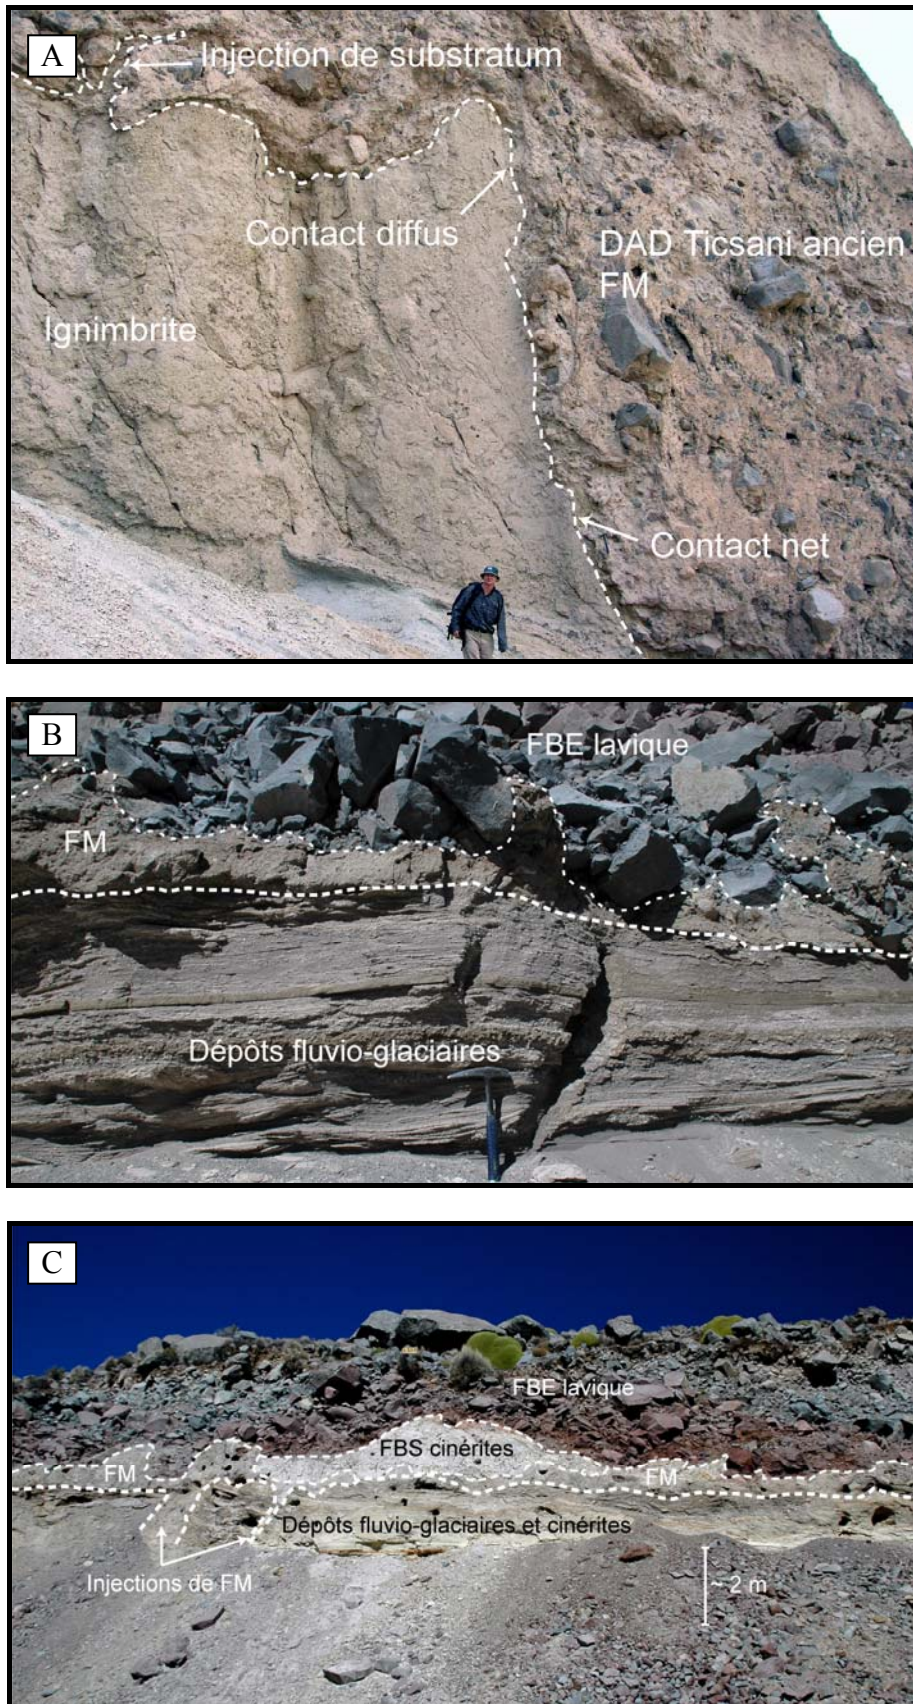 A
Injection de substratum
Contact diffus
DAD Ticsani ancien
FM
Ignimbrite
Contact net
B
FBE lavique
FM
Dépôts fluvio-glaciaires
C
FBE lavique
FBS cinérites
FM
FM
Dépôts fluvio-glaciaires et cinérites
Injections de FM
~ 2 m